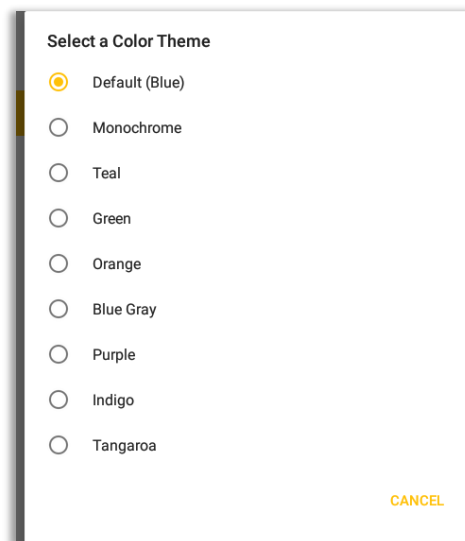 Select a Color Theme
Default (Blue)
Monochrome
Teal
Green
Orange
Blue Gray
Purple
Indigo
Tangaroa
CANCEL